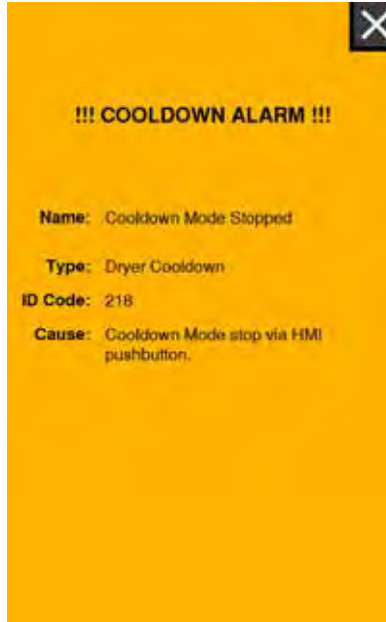 !!! COOLDOWN ALARM !!!
Name: Cooldown Mode Stopped
Type: Dryer Cooldown
ID Code: 218
Cause: Cooldown Mode stop via HMI
pushbutton.